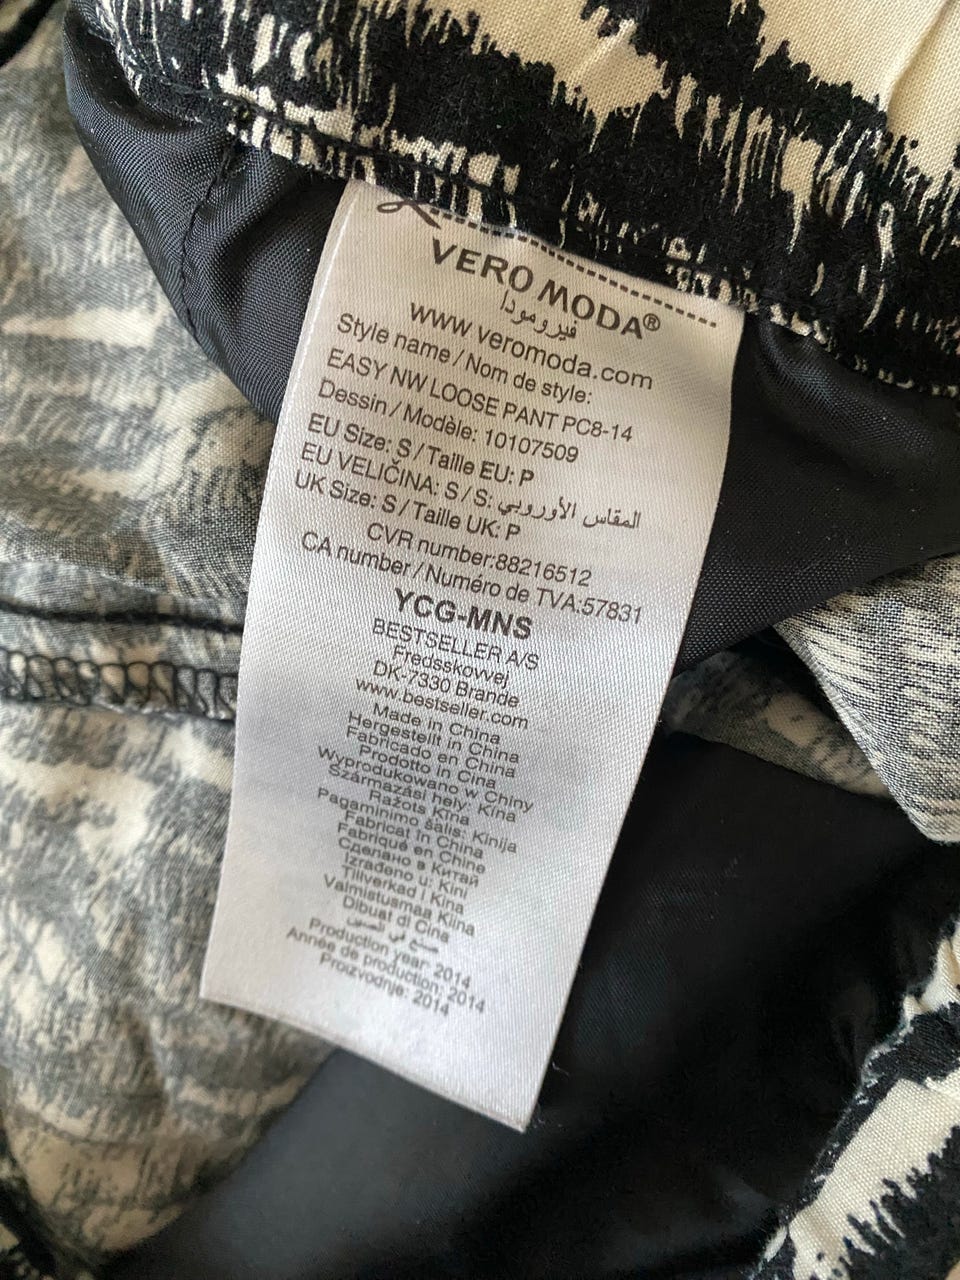 VERO MODA®
فيرومودا
www.veromoda.com
Style name / Nom de style:
EASY NW LOOSE PANT PC8-14
Dessin / Modèle: 10107509
EU Size: S / Taille EU: P
EU VELIČINA: S / S: المقاس الأوروبي
UK Size: S / Taille UK: P
CVR number:88216512
CA number / Numéro de TVA:57831
YCG-MNS
BESTSELLER A/S
Fredsskovvej
DK-7330 Brande
www.bestseller.com
Made in China
Hergestellt in China
Fabricado en China
Prodotto in Cina
Wyprodukowano w Chiny
Származási hely: Kína
Ražots Ķīna
Pagaminimo šalis: Kinija
Fabricat în China
Fabriqué en Chine
Сделано в Китай
Izrađeno u: Kini
Tillverkad i Kina
Valmistusmaa Kiina
Dibuat di Cina
صنع في الصين
Production year: 2014
Année de production: 2014
Proizvodnje: 2014